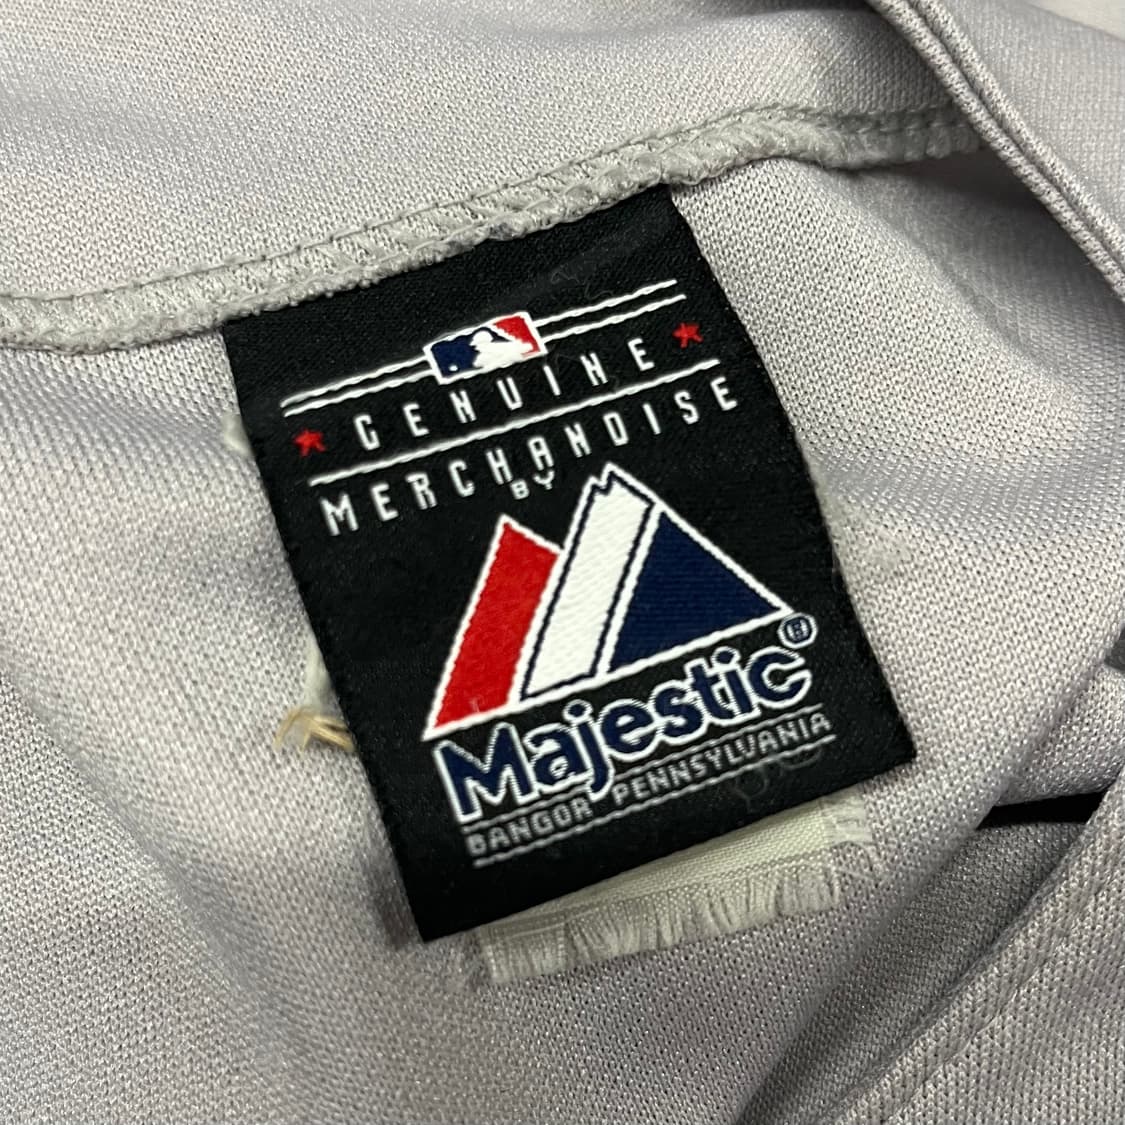 GENUINE
MERCHANDISE
BY
Majestic®
BANGOR PENNSYLVANIA